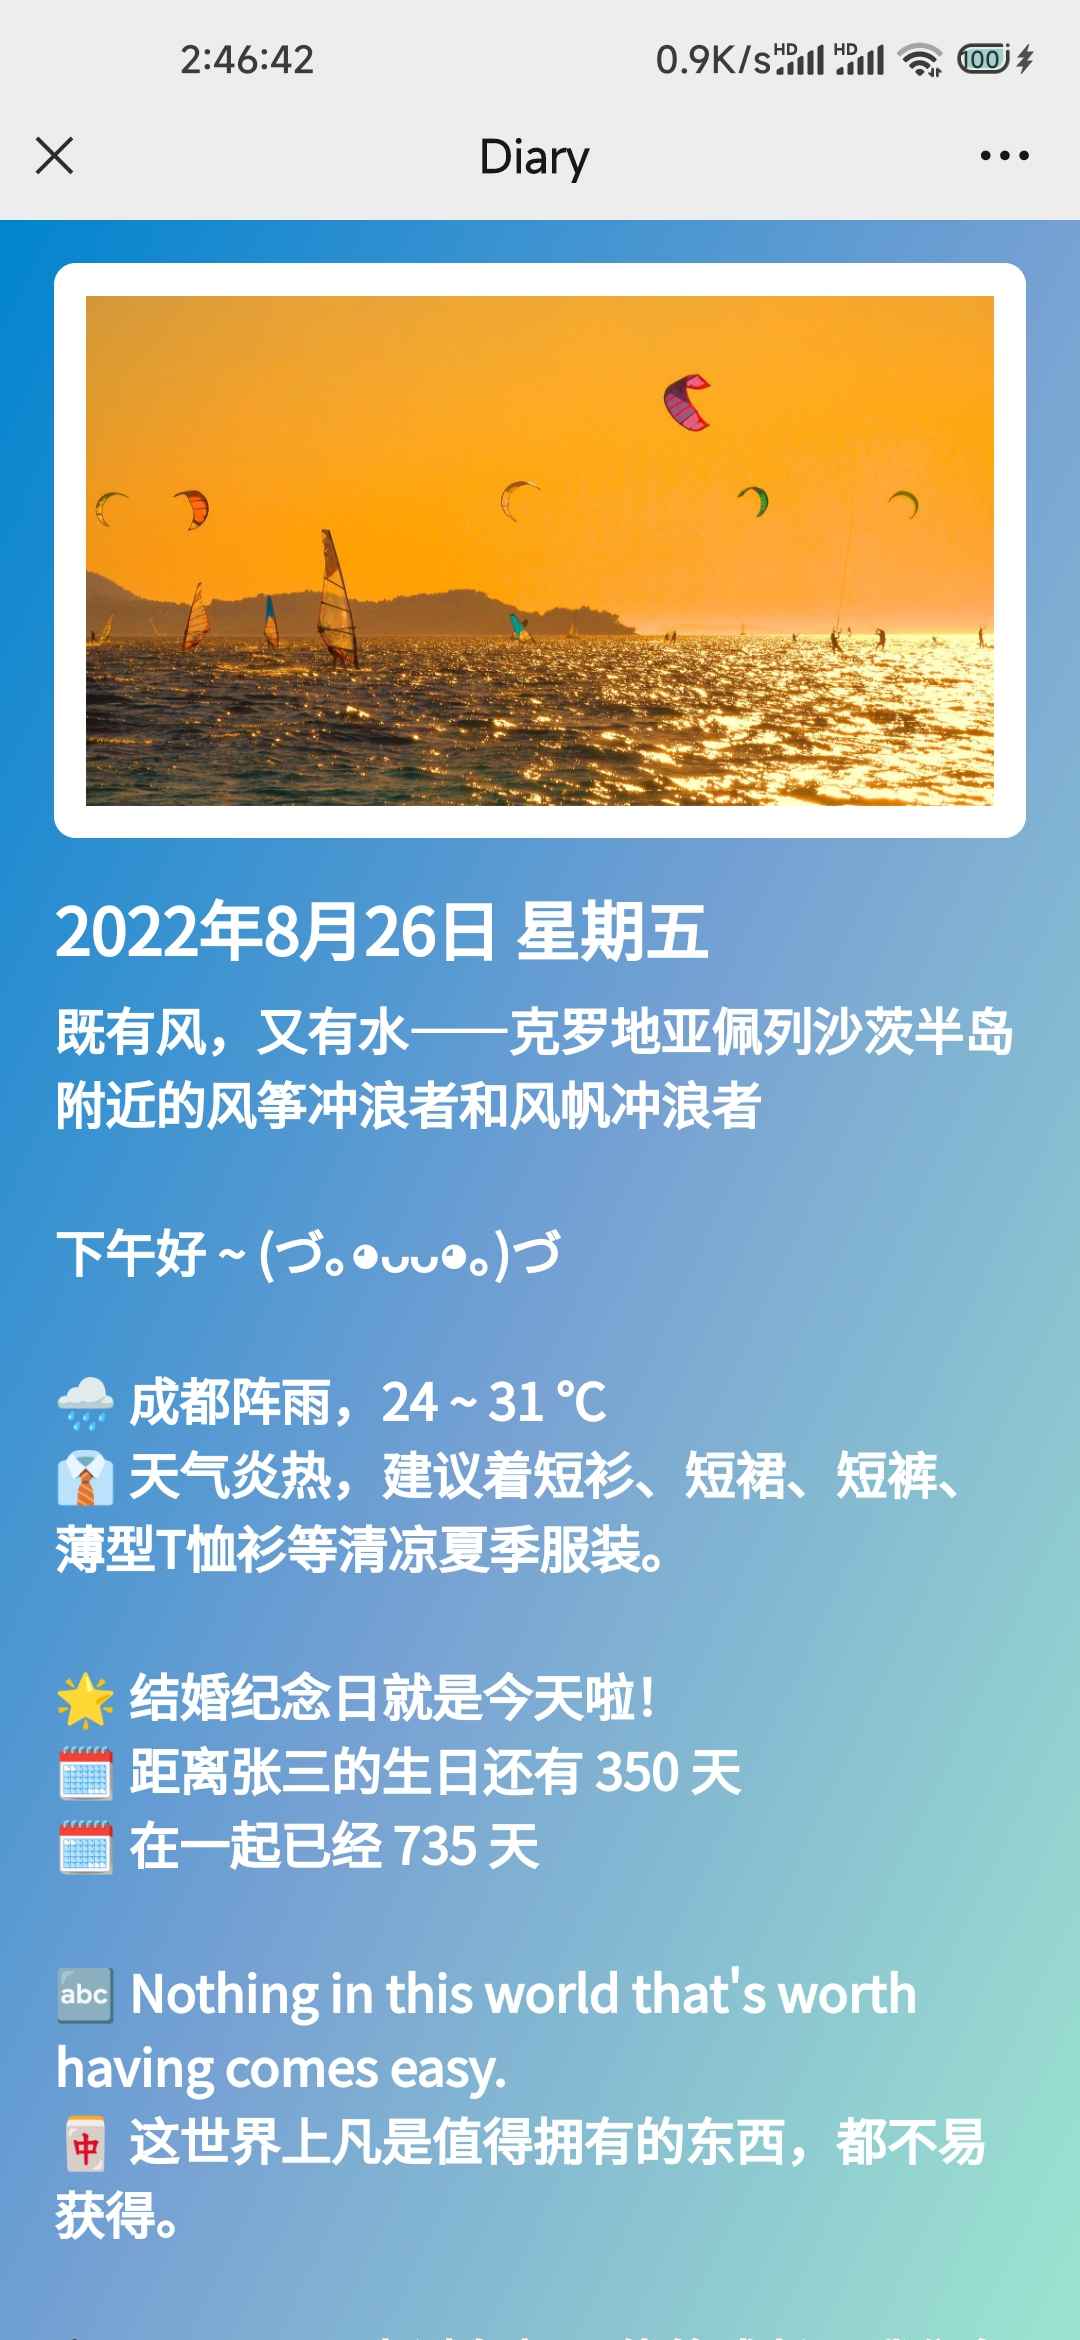 2:46:42
0.9K/s HD HD 100
Diary
2022年8月26日 星期五
既有风，又有水——克罗地亚佩列沙茨半岛
附近的风筝冲浪者和风帆冲浪者
下午好 ~ (づ｡◕ᴗᴗ◕｡)づ
🌧️ 成都阵雨，24 ~ 31 ℃
👔 天气炎热，建议着短衫、短裙、短裤、
薄型T恤衫等清凉夏季服装。
🌟 结婚纪念日就是今天啦！
🗓️ 距离张三的生日还有 350 天
🗓️ 在一起已经 735 天
🔤 Nothing in this world that's worth
having comes easy.
🀄 这世界上凡是值得拥有的东西，都不易
获得。